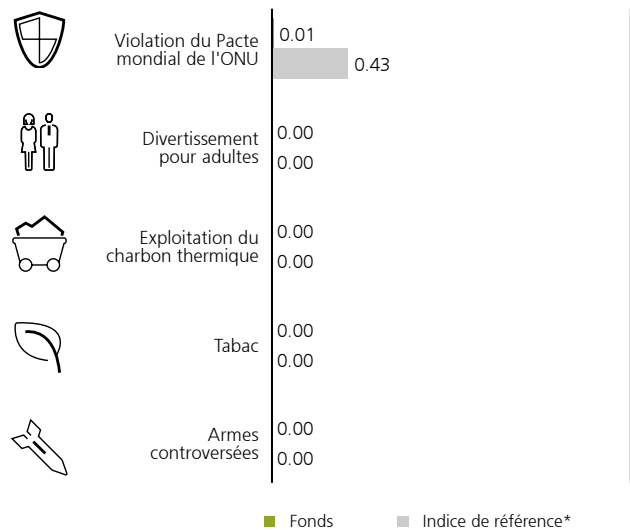 Violation du Pacte
mondial de l'ONU
0.01
0.43
Divertissement
pour adultes
0.00
0.00
Exploitation du
charbon thermique
0.00
0.00
Tabac
0.00
0.00
Armes
controversées
0.00
0.00
Fonds
Indice de référence*